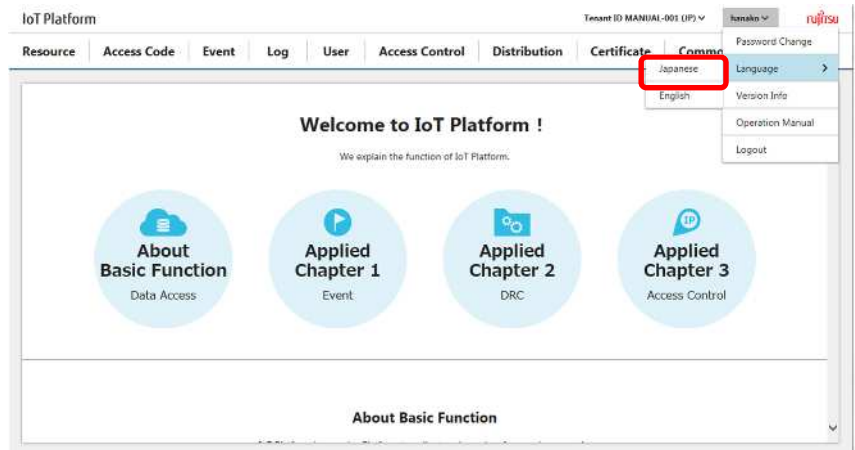 IoT Platform
Tenant ID MANUAL-001 (JP)
hanako
FUJITSU
Resource
Access Code
Event
Log
User
Access Control
Distribution
Certificate
Commo
Password Change
Language
Version Info
Operation Manual
Logout
Japanese
English
Welcome to IoT Platform !
We explain the function of IoT Platform.
About
Basic Function
Data Access
Applied
Chapter 1
Event
Applied
Chapter 2
DRC
IP
Applied
Chapter 3
Access Control
About Basic Function